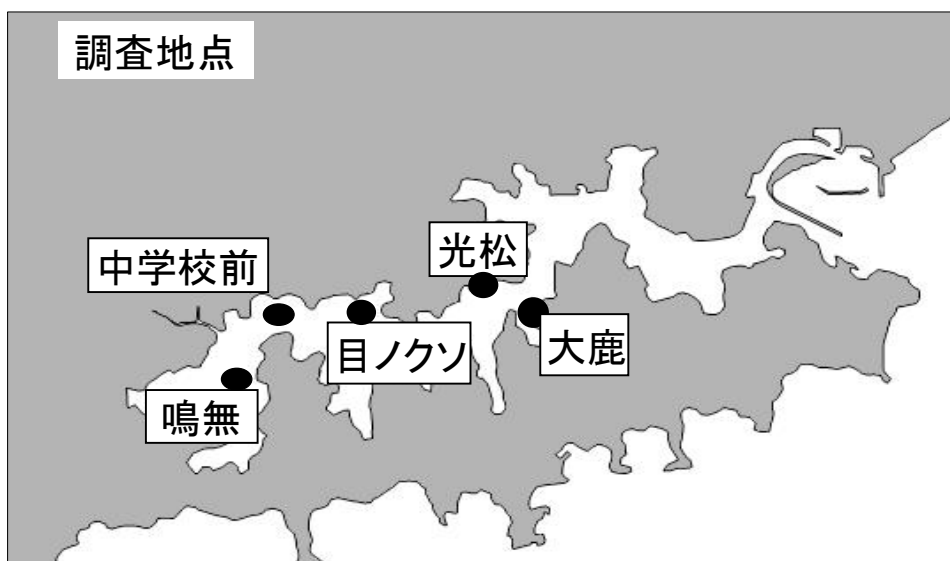 調査地点
光松
中学校前
目ノクソ
大鹿
鳴無